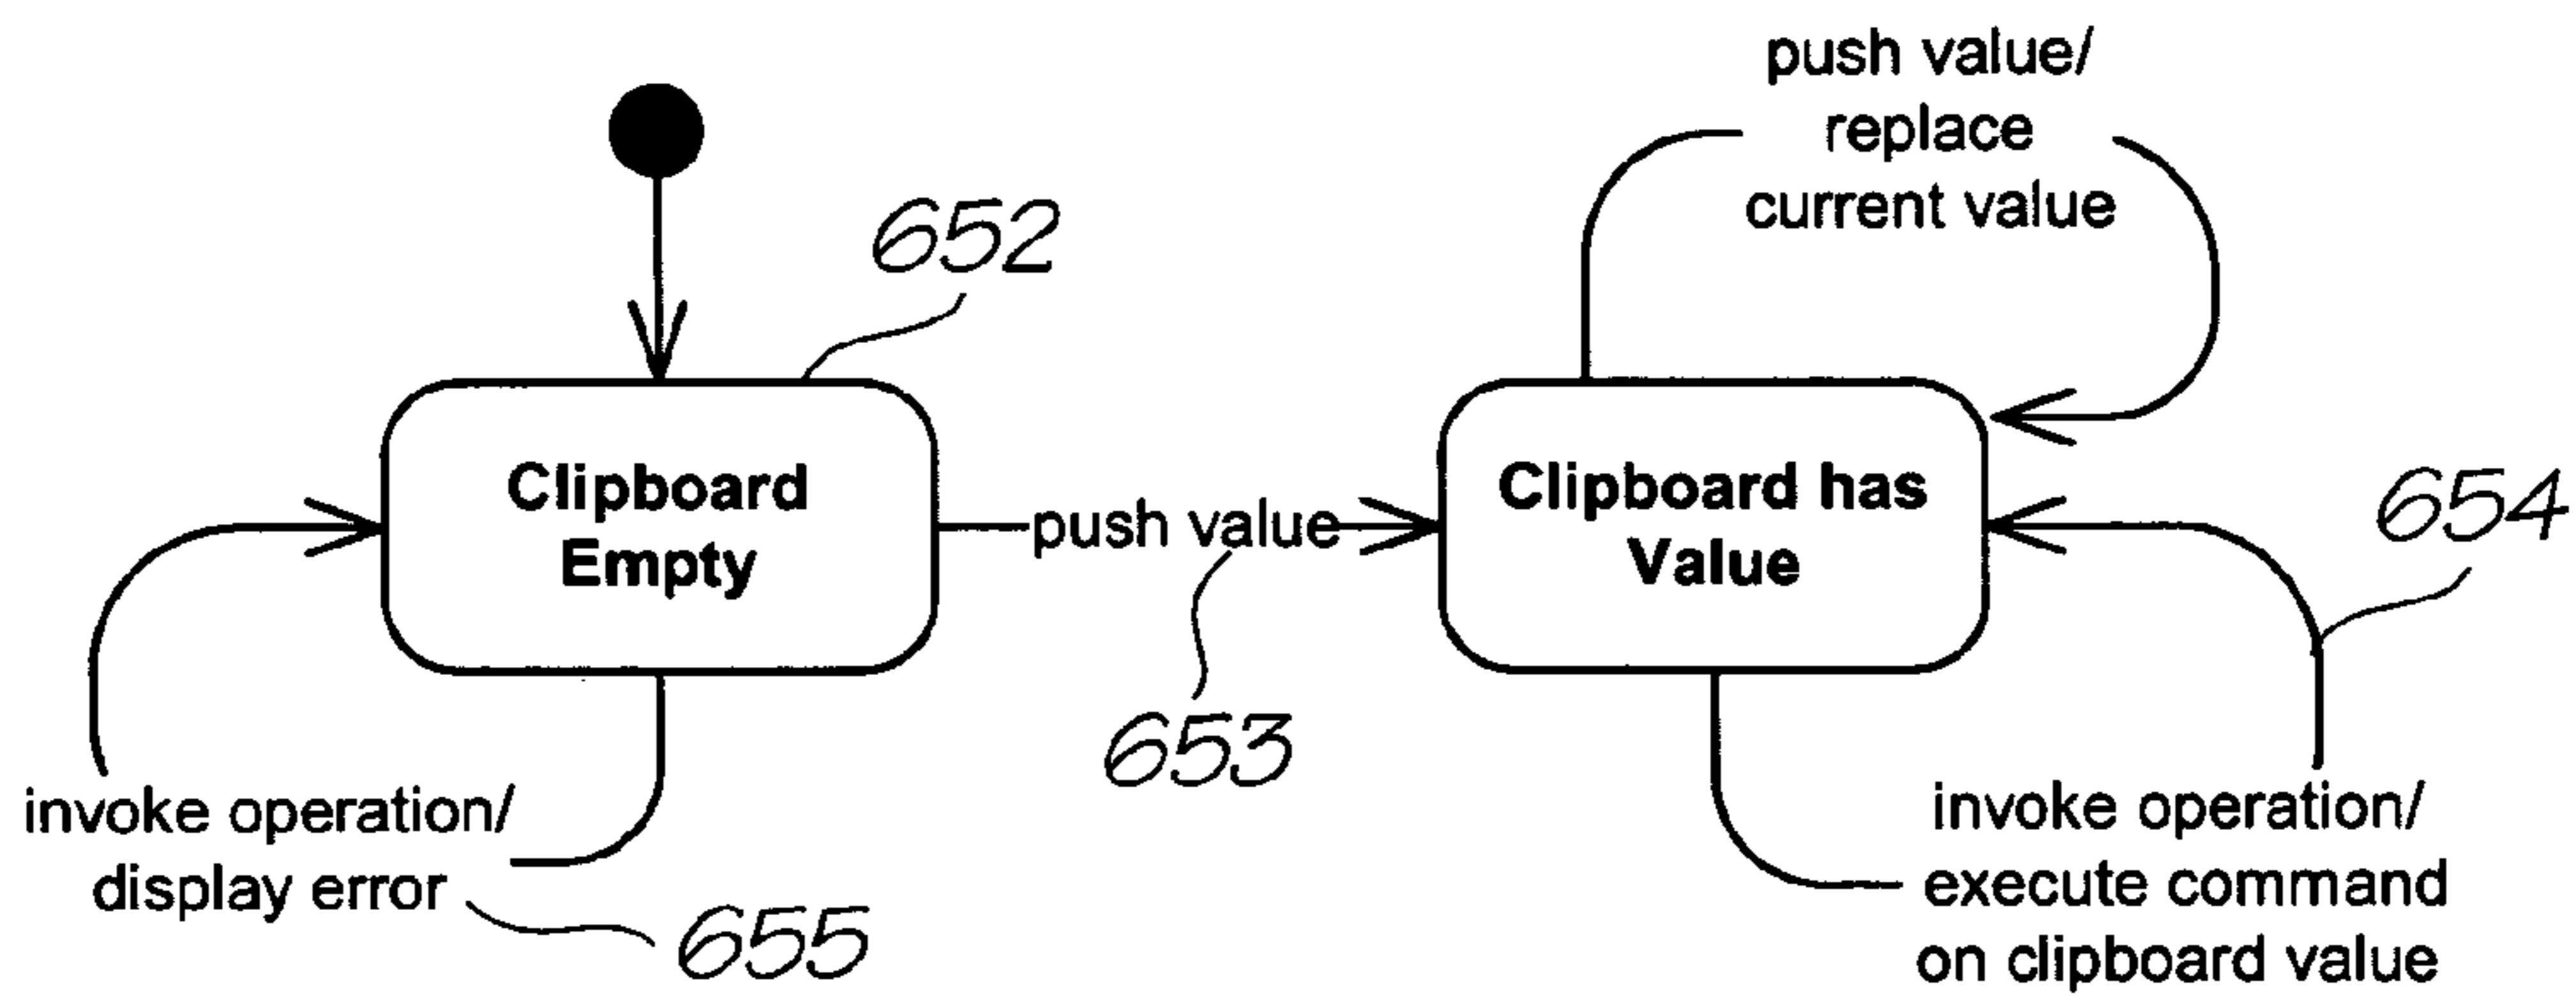 push value/
replace
current value
652
Clipboard
Empty
push value
653
Clipboard has
Value
654
invoke operation/
display error
655
invoke operation/
execute command
on clipboard value